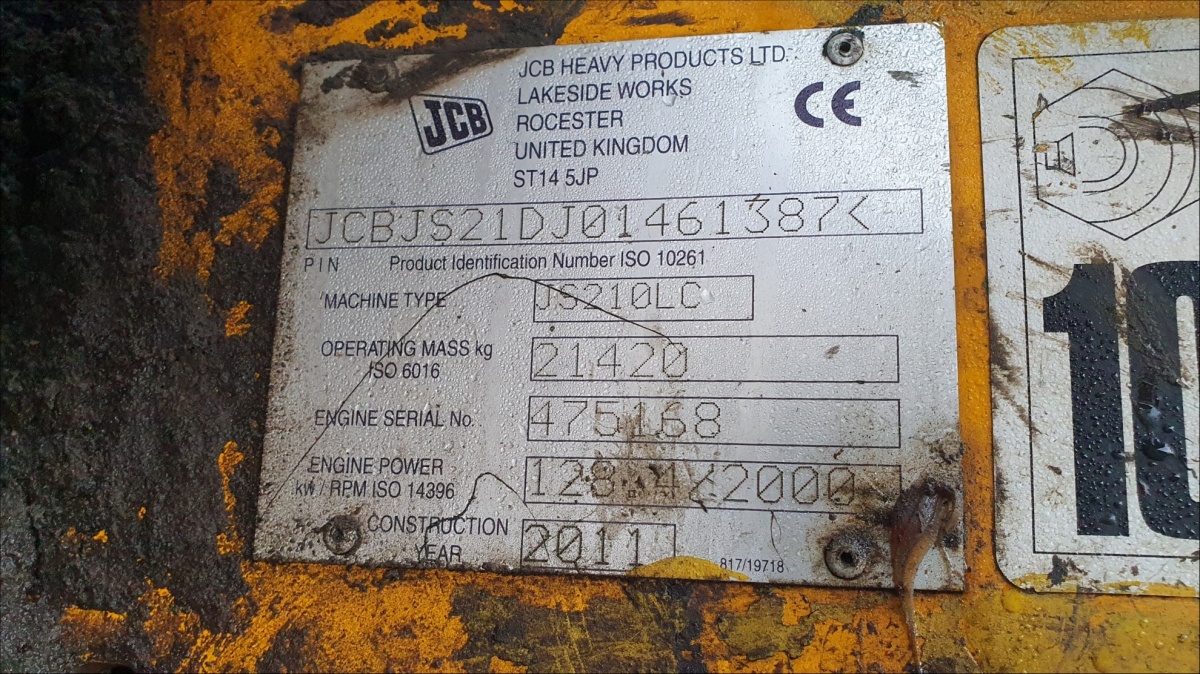 JCB HEAVY PRODUCTS LTD.
LAKESIDE WORKS
ROCESTER
UNITED KINGDOM
ST14 5JP
JCB
CE
JCBJS21DJ01461387<
PIN Product Identification Number ISO 10261
MACHINE TYPE JS210LC
OPERATING MASS kg
ISO 6016
21420
ENGINE SERIAL No. 475168
ENGINE POWER
kW / RPM ISO 14396
128.4/2000
CONSTRUCTION
YEAR
2011
817/19718